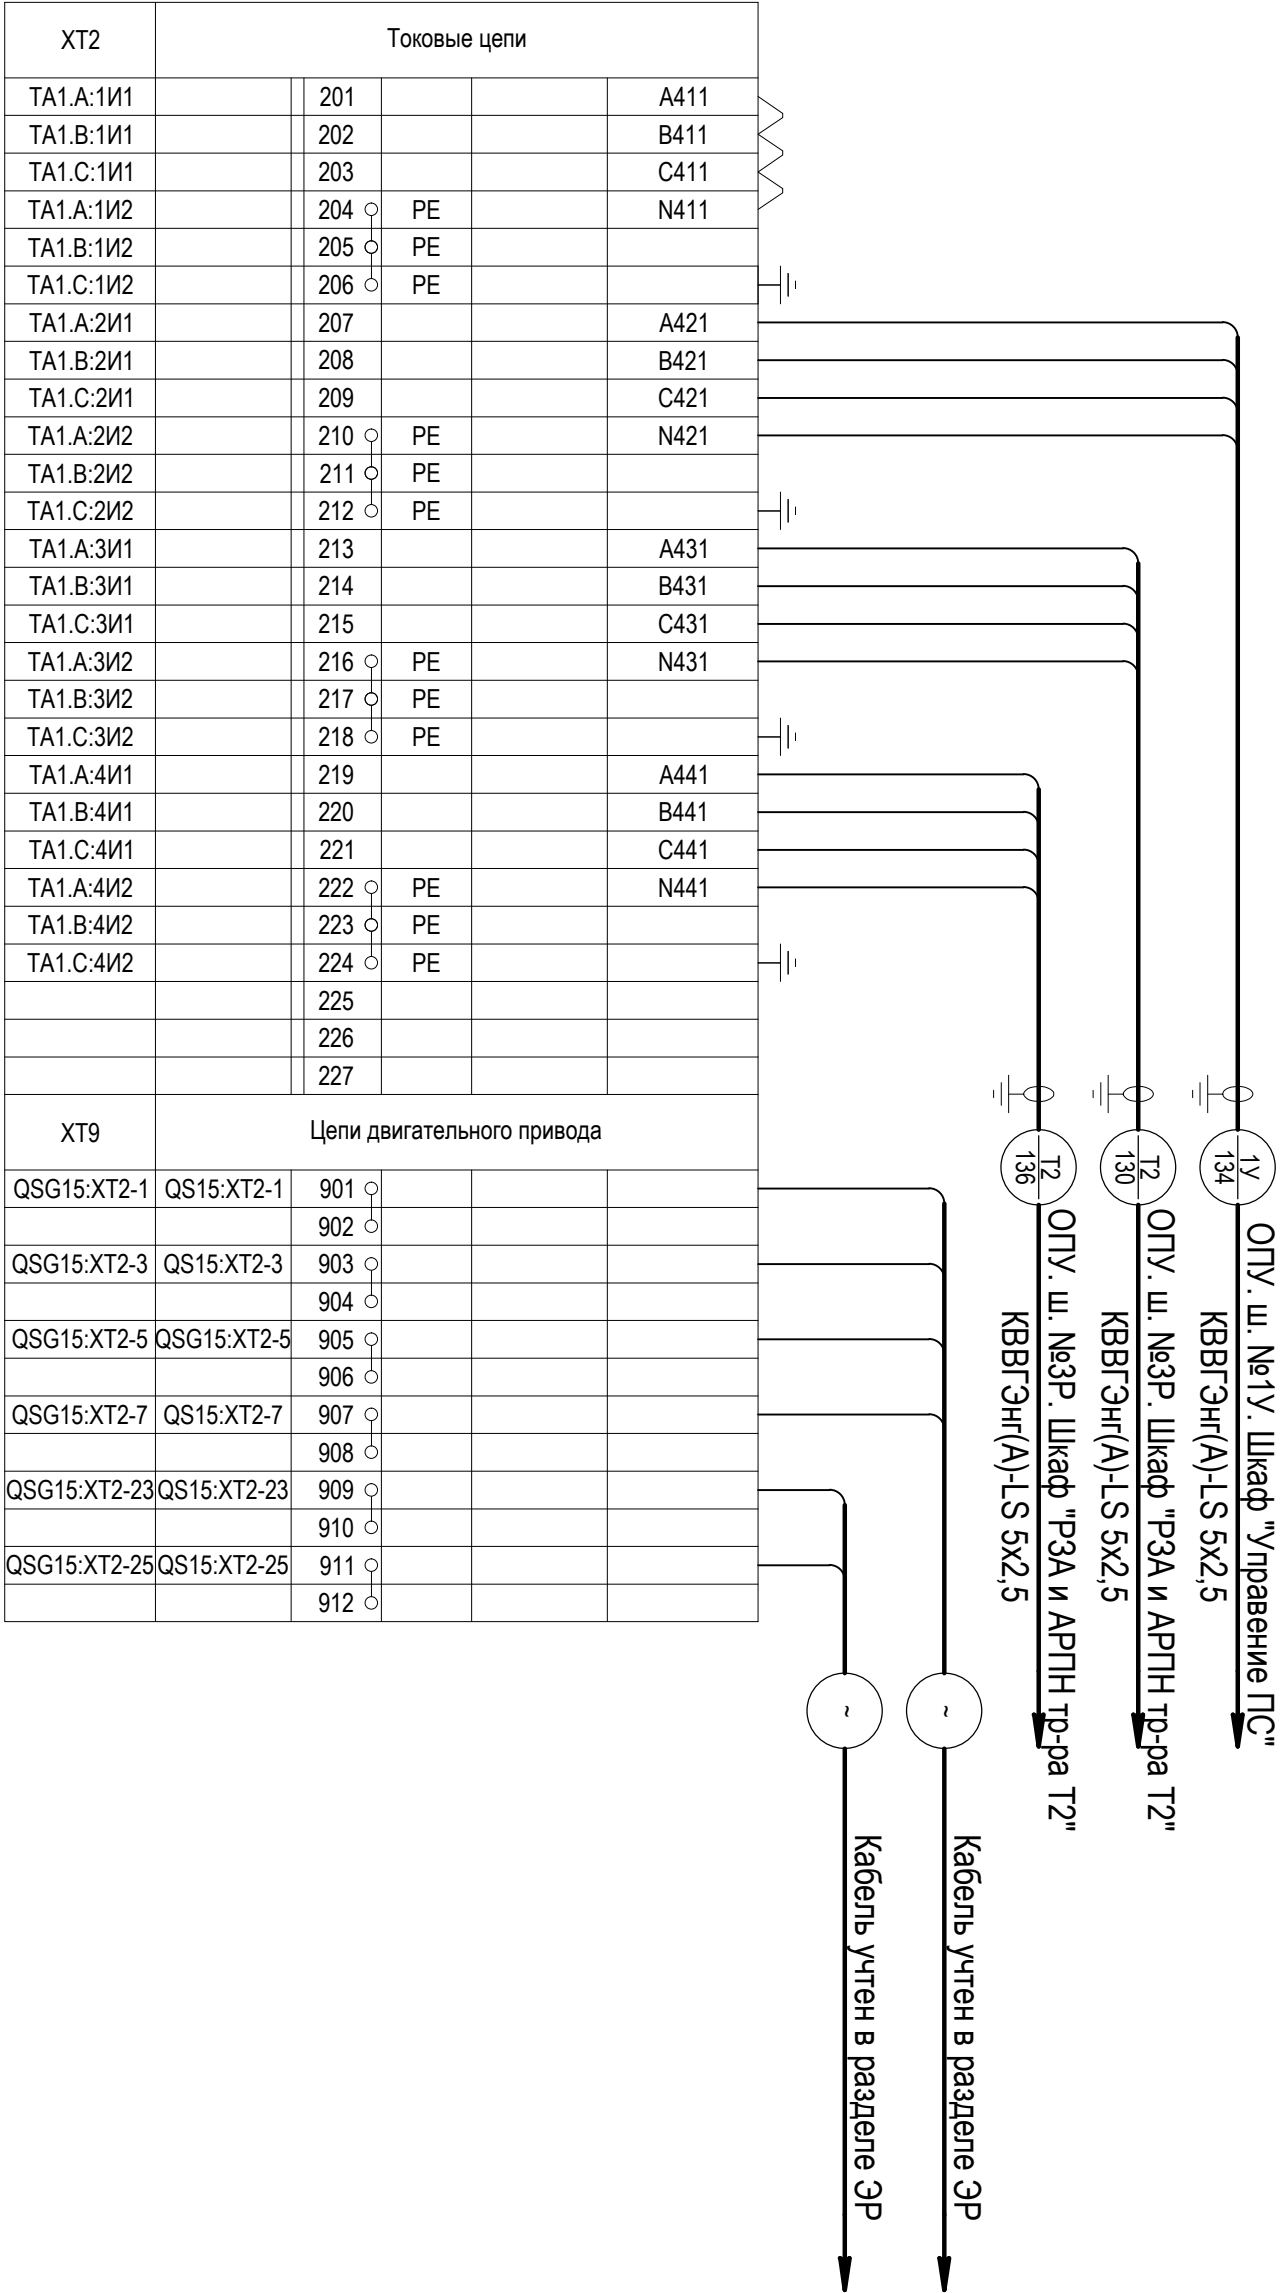 XT2 Токовые цепи
TA1.A:1И1 201 A411
TA1.B:1И1 202 B411
TA1.C:1И1 203 C411
TA1.A:1И2 204 PE N411
TA1.B:1И2 205 PE
TA1.C:1И2 206 PE
TA1.A:2И1 207 A421
TA1.B:2И1 208 B421
TA1.C:2И1 209 C421
TA1.A:2И2 210 PE N421
TA1.B:2И2 211 PE
TA1.C:2И2 212 PE
TA1.A:3И1 213 A431
TA1.B:3И1 214 B431
TA1.C:3И1 215 C431
TA1.A:3И2 216 PE N431
TA1.B:3И2 217 PE
TA1.C:3И2 218 PE
TA1.A:4И1 219 A441
TA1.B:4И1 220 B441
TA1.C:4И1 221 C441
TA1.A:4И2 222 PE N441
TA1.B:4И2 223 PE
TA1.C:4И2 224 PE
225
226
227
XT9 Цепи двигательного привода
QSG15:XT2-1 QS15:XT2-1 901
902
QSG15:XT2-3 QS15:XT2-3 903
904
QSG15:XT2-5 QSG15:XT2-5 905
906
QSG15:XT2-7 QS15:XT2-7 907
908
QSG15:XT2-23 QS15:XT2-23 909
910
QSG15:XT2-25 QS15:XT2-25 911
912
1У
134
ОПУ. ш. №1У. Шкаф "Управение ПС"
КВВГЭнг(А)-LS 5x2,5
Т2
130
ОПУ. ш. №3Р. Шкаф "РЗА и АРПН тр-ра Т2"
КВВГЭнг(А)-LS 5x2,5
Т2
136
ОПУ. ш. №3Р. Шкаф "РЗА и АРПН тр-ра Т2"
КВВГЭнг(А)-LS 5x2,5
~
Кабель учтен в разделе ЭР
~
Кабель учтен в разделе ЭР